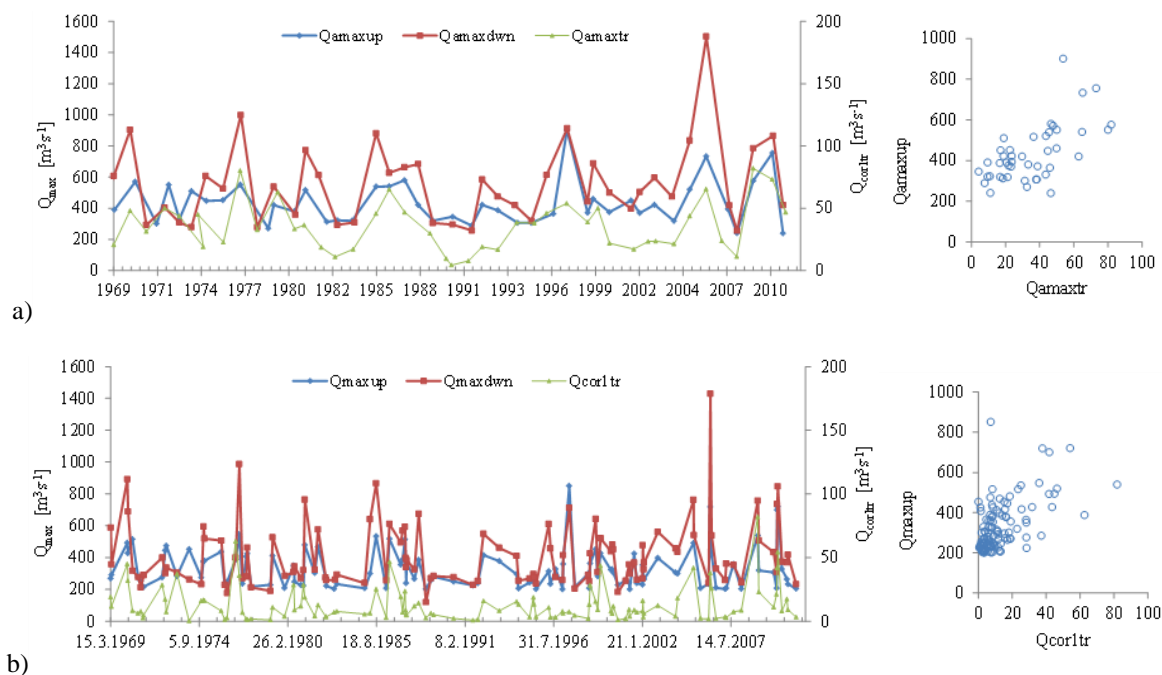 Qamaxup Qamaxdwn Qamaxtr
1600
1400
1200
1000
800
600
400
200
0
Q_max [m³s⁻¹]
200
150
100
50
0
Q_cor1tr [m³s⁻¹]
1969 1971 1974 1977 1980 1982 1985 1988 1991 1993 1996 1999 2002 2004 2007 2010
1000
800
600
400
200
0
Qamaxup
0 20 40 60 80 100
Qamaxtr
a)
Qmaxup Qmaxdwn Qcor1tr
1600
1400
1200
1000
800
600
400
200
0
Q_max [m³s⁻¹]
200
150
100
50
0
Q_cor1tr [m³s⁻¹]
15.3.1969 5.9.1974 26.2.1980 18.8.1985 8.2.1991 31.7.1996 21.1.2002 14.7.2007
1000
800
600
400
200
0
Qmaxup
0 20 40 60 80 100
Qcor1tr
b)